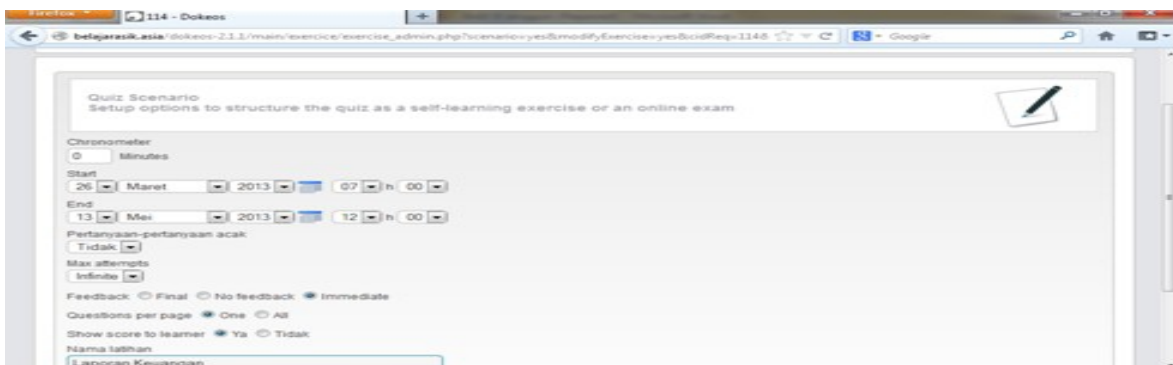 Firefox
114 - Dokeos
belajarasik.asia/dokeos-2.1.1/main/exercice/exercise_admin.php?scenario=yes&modifyExercise=yes&cidReq=114&
Google
Quiz Scenario
Setup options to structure the quiz as a self-learning exercise or an online exam
Chronometer
0 Minutes
Start
26 Maret 2013 07 h 00
End
13 Mei 2013 12 h 00
Pertanyaan-pertanyaan acak
Tidak
Max attempts
Infinite
Feedback Final No feedback Immediate
Questions per page One All
Show score to learner Ya Tidak
Nama latihan
Laporan Kewangan